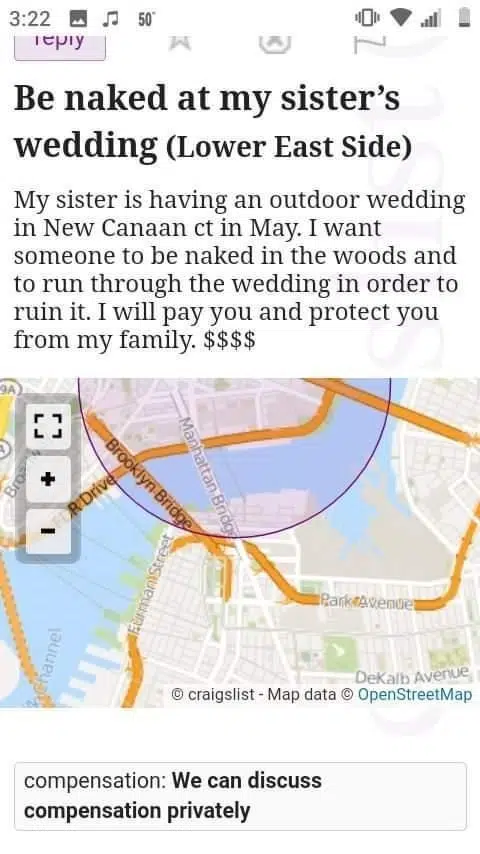 3:22 50°
reply
Be naked at my sister’s
wedding (Lower East Side)
My sister is having an outdoor wedding
in New Canaan ct in May. I want
someone to be naked in the woods and
to run through the wedding in order to
ruin it. I will pay you and protect you
from my family. $$$$
9A)
Manhattan Bridge
Brooklyn Bridge
+
R Drive
−
Furman Street
Park Avenue
DeKalb Avenue
© craigslist - Map data © OpenStreetMap
compensation: We can discuss
compensation privately